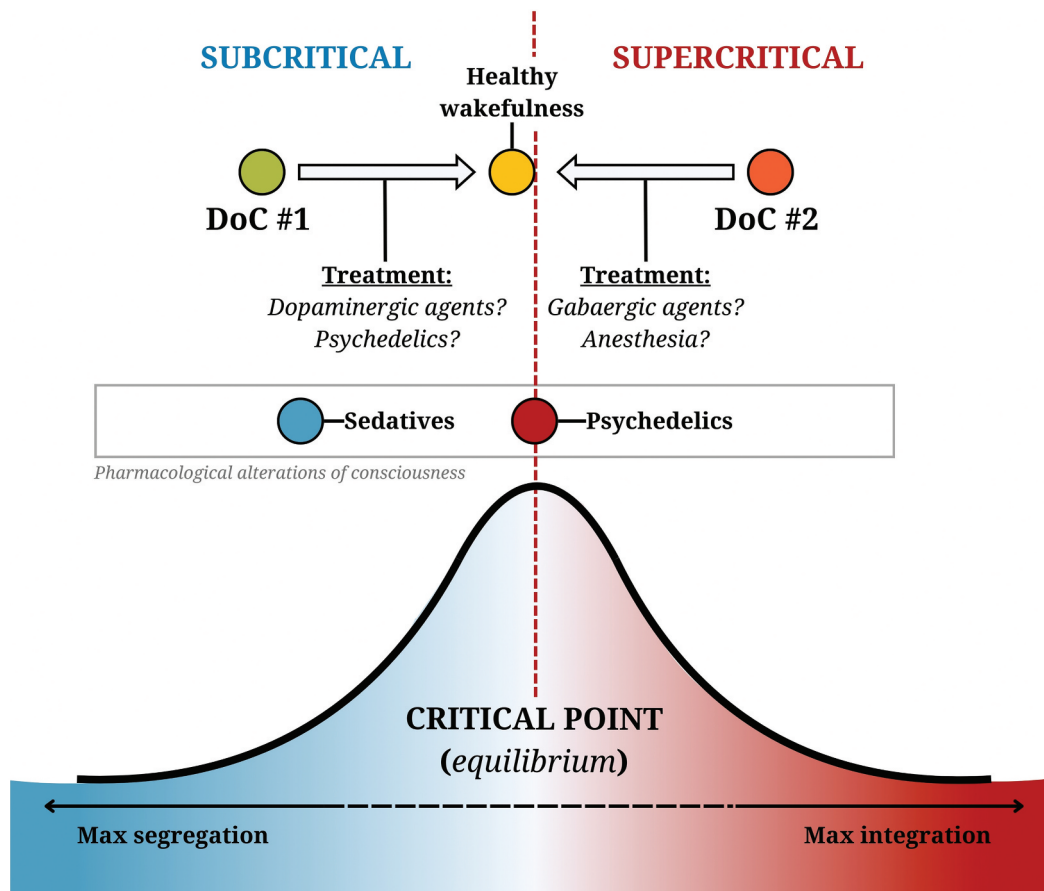 SUBCRITICAL
SUPERCRITICAL
Healthy
wakefulness
DoC #1
DoC #2
Treatment:
Dopaminergic agents?
Psychedelics?
Treatment:
Gabaergic agents?
Anesthesia?
Sedatives
Psychedelics
Pharmacological alterations of consciousness
CRITICAL POINT
(equilibrium)
Max segregation
Max integration